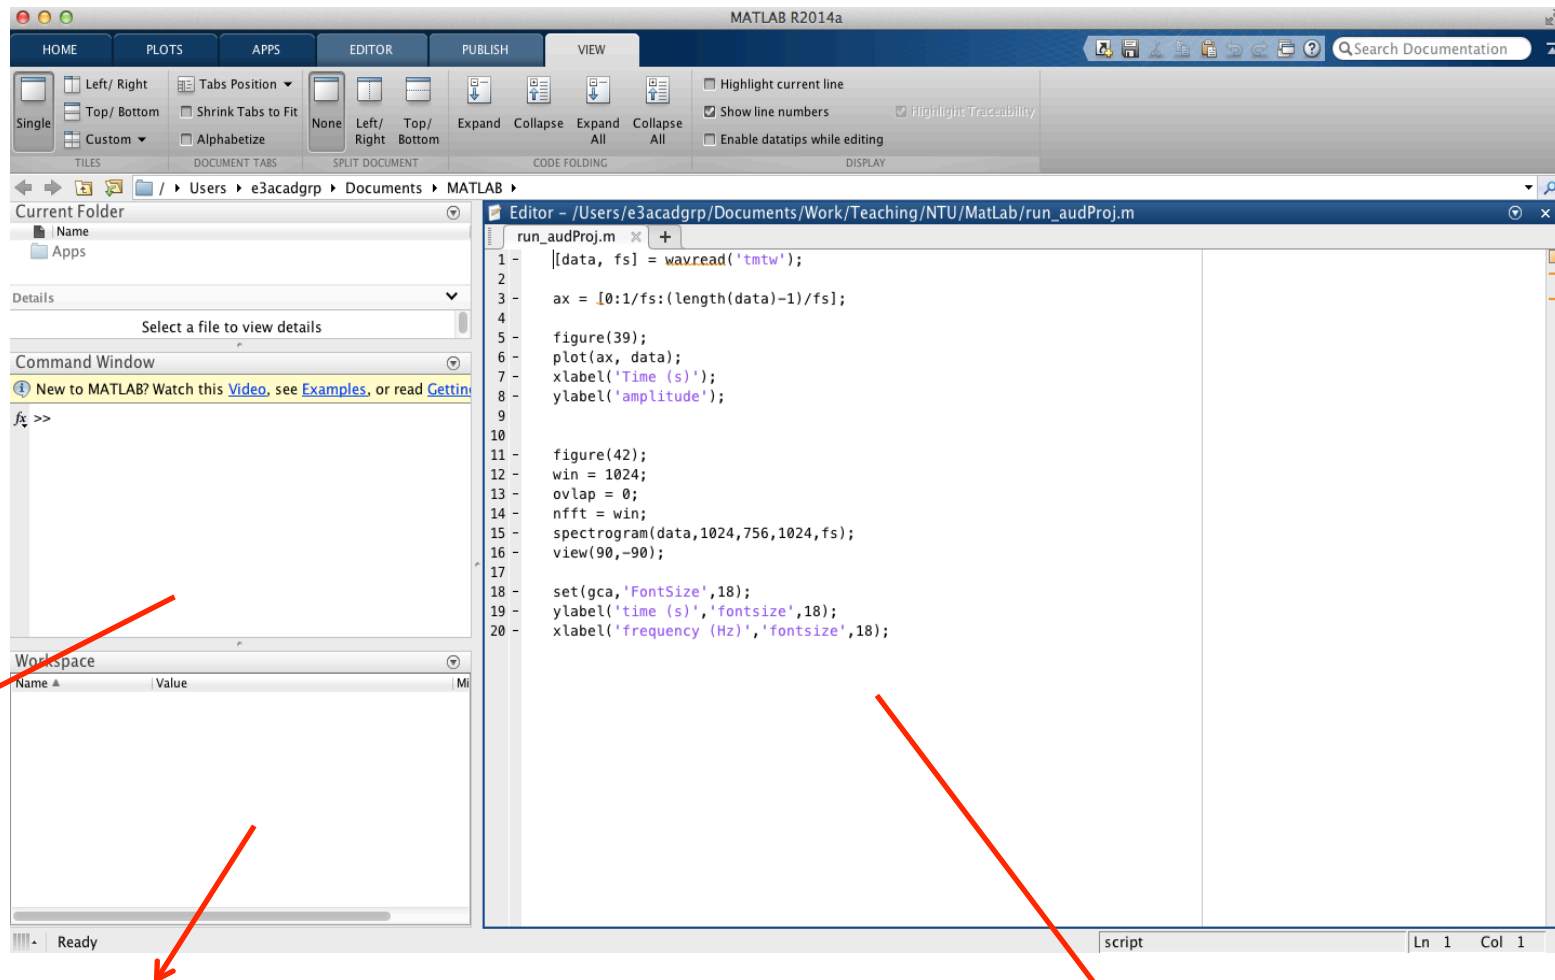 MATLAB R2014a
HOME PLOTS APPS EDITOR PUBLISH VIEW
Search Documentation
Single
Left/ Right
Top/ Bottom
Custom
TILES
Tabs Position
Shrink Tabs to Fit
Alphabetize
DOCUMENT TABS
None
Left/ Right
Top/ Bottom
SPLIT DOCUMENT
Expand
Collapse
Expand All
Collapse All
CODE FOLDING
Highlight current line
Show line numbers
Enable datatips while editing
Highlight Traceability
DISPLAY
/ Users e3acadgrp Documents MATLAB
Current Folder
Name
Apps
Details
Select a file to view details
Command Window
New to MATLAB? Watch this Video, see Examples, or read Gettin
fx >>
Workspace
Name Value Mi
Editor - /Users/e3acadgrp/Documents/Work/Teaching/NTU/MatLab/run_audProj.m
run_audProj.m +
1 - [data, fs] = wavread('tmtw');
2
3 - ax = [0:1/fs:(length(data)-1)/fs];
4
5 - figure(39);
6 - plot(ax, data);
7 - xlabel('Time (s)');
8 - ylabel('amplitude');
9
10
11 - figure(42);
12 - win = 1024;
13 - ovlap = 0;
14 - nfft = win;
15 - spectrogram(data,1024,756,1024,fs);
16 - view(90,-90);
17
18 - set(gca,'FontSize',18);
19 - ylabel('time (s)','fontsize',18);
20 - xlabel('frequency (Hz)','fontsize',18);
Ready
script
Ln 1 Col 1